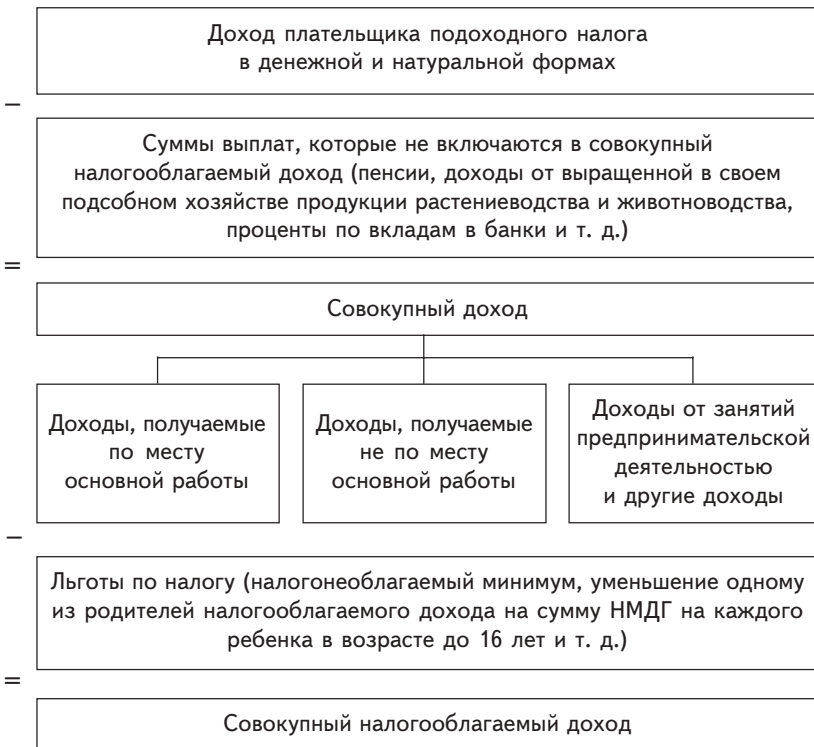 Доход плательщика подоходного налога
в денежной и натуральной формах
–
Суммы выплат, которые не включаются в совокупный
налогооблагаемый доход (пенсии, доходы от выращенной в своем
подсобном хозяйстве продукции растениеводства и животноводства,
проценты по вкладам в банки и т. д.)
=
Совокупный доход
Доходы, получаемые
по месту
основной работы
Доходы, получаемые
не по месту
основной работы
Доходы от занятий
предпринимательской
деятельностью
и другие доходы
–
Льготы по налогу (налогонеоблагаемый минимум, уменьшение одному
из родителей налогооблагаемого дохода на сумму НМДГ на каждого
ребенка в возрасте до 16 лет и т. д.)
=
Совокупный налогооблагаемый доход